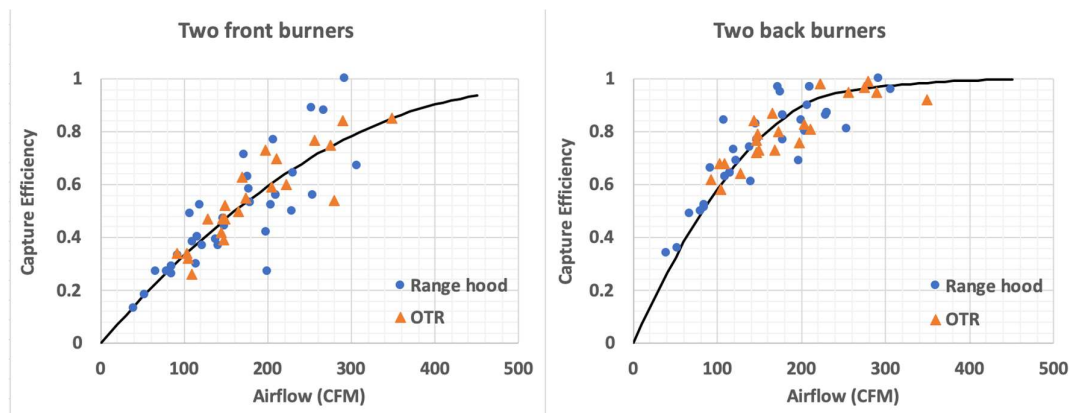 Two front burners
1
0.8
0.6
0.4
0.2
0
0
100
200
300
400
500
Capture Efficiency
Airflow (CFM)
Range hood
OTR
Two back burners
1
0.8
0.6
0.4
0.2
0
0
100
200
300
400
500
Capture Efficiency
Airflow (CFM)
Range hood
OTR